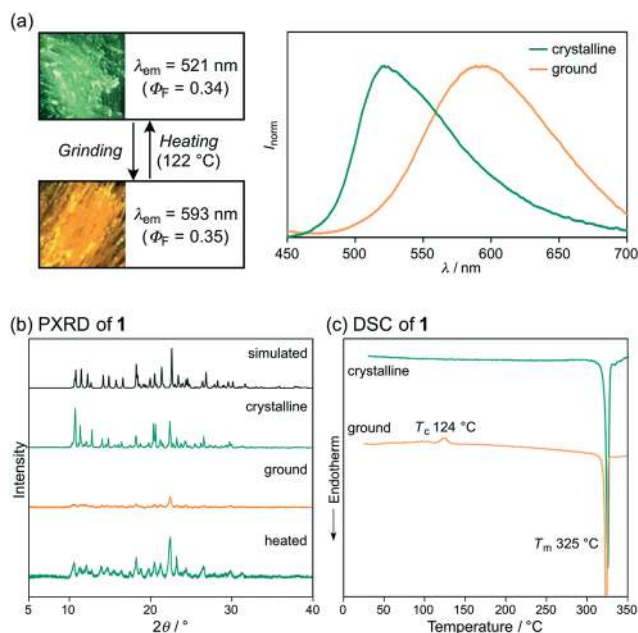 (a)
λem = 521 nm
(ΦF = 0.34)
Grinding
Heating
(122 °C)
λem = 593 nm
(ΦF = 0.35)
crystalline
ground
Inorm
450 500 550 600 650 700
λ / nm
(b) PXRD of 1
simulated
crystalline
ground
heated
Intensity
5 10 20 30 40
2θ / °
(c) DSC of 1
crystalline
ground
Tc 124 °C
Tm 325 °C
Endotherm
0 50 100 150 200 250 300 350
Temperature / °C